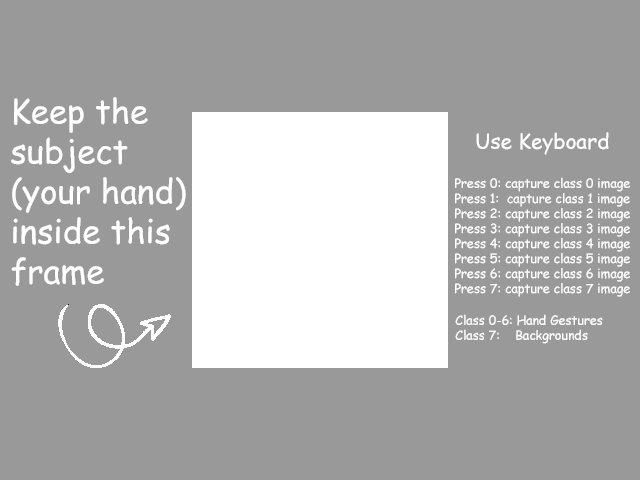 Keep the
subject
(your hand)
inside this
frame
Use Keyboard
Press 0: capture class 0 image
Press 1: capture class 1 image
Press 2: capture class 2 image
Press 3: capture class 3 image
Press 4: capture class 4 image
Press 5: capture class 5 image
Press 6: capture class 6 image
Press 7: capture class 7 image
Class 0-6: Hand Gestures
Class 7: Backgrounds